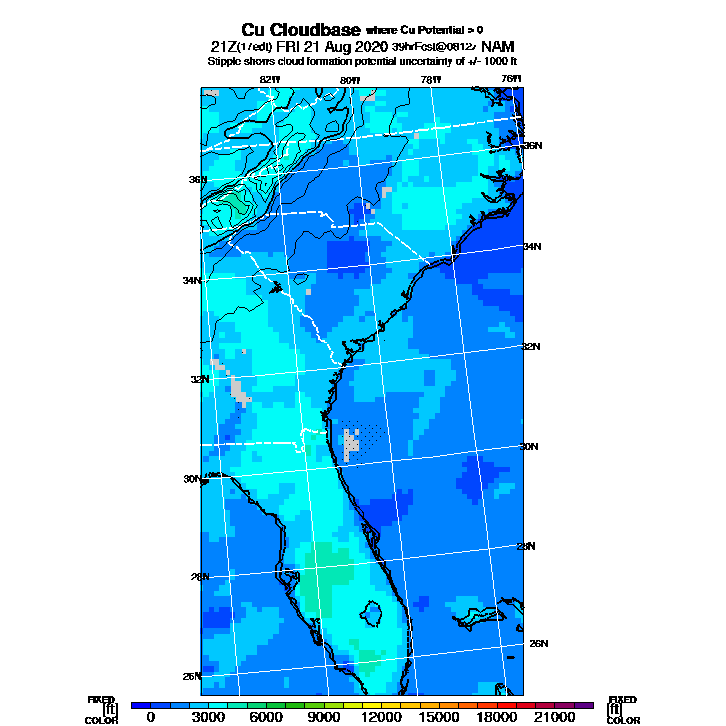 Cu Cloudbase where Cu Potential > 0
21Z(17edt) FRI 21 Aug 2020 39hrFcst@0812z NAM
Stipple shows cloud formation potential uncertainty of +/- 1000 ft
82W 80W 78W 76W
36N
36N
34N
34N
32N
32N
30N
30N
28N
28N
26N
26N
FIXED FIXED
[ft] [ft]
COLOR COLOR
0 3000 6000 9000 12000 15000 18000 21000